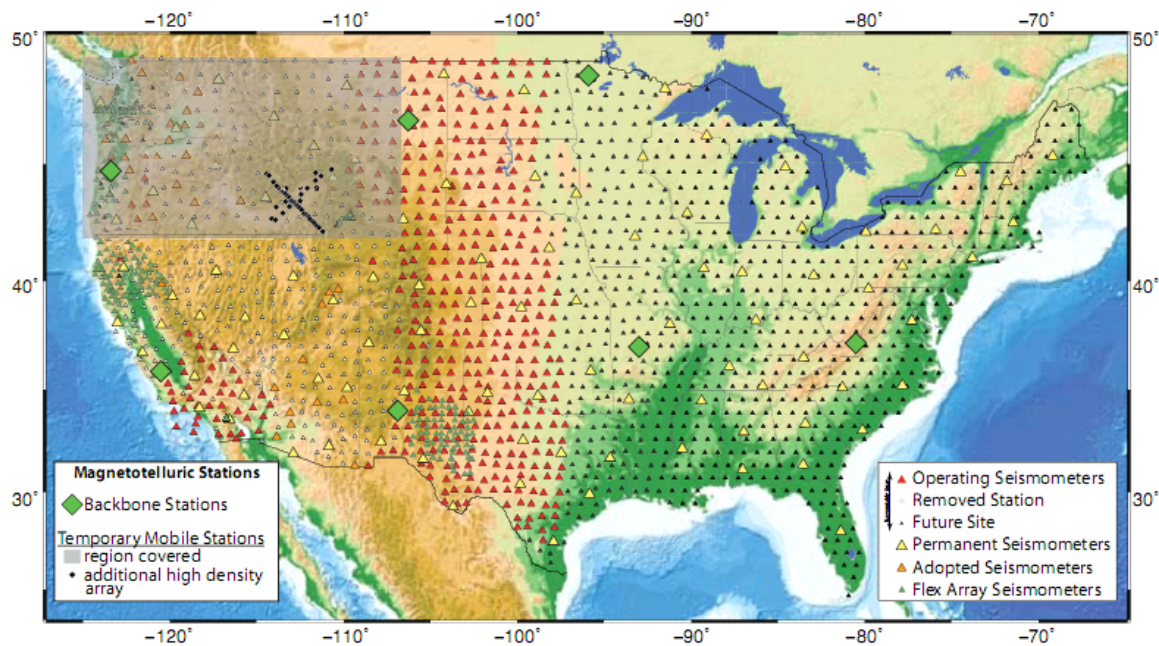 −120° −110° −100° −90° −80° −70°
50° 50°
40° 40°
30° 30°
Magnetotelluric Stations
Backbone Stations
Temporary Mobile Stations
region covered
additional high density
array
Operating Seismometers
Removed Station
Future Site
Permanent Seismometers
Adopted Seismometers
Flex Array Seismometers
−120° −110° −100° −90° −80° −70°